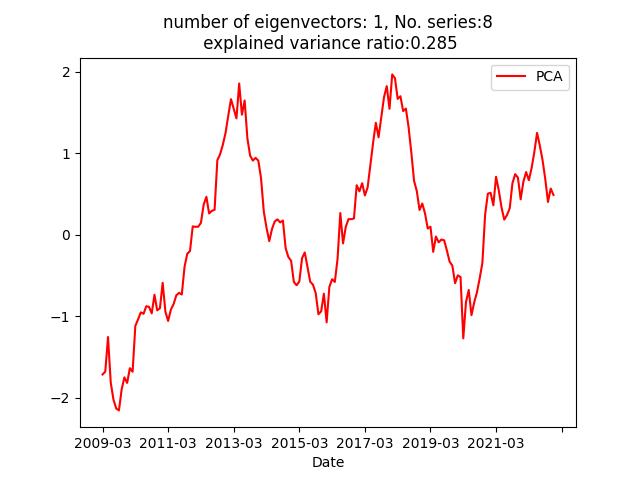 number of eigenvectors: 1, No. series:8
explained variance ratio:0.285
PCA
2
1
0
−1
−2
2009-03 2011-03 2013-03 2015-03 2017-03 2019-03 2021-03
Date